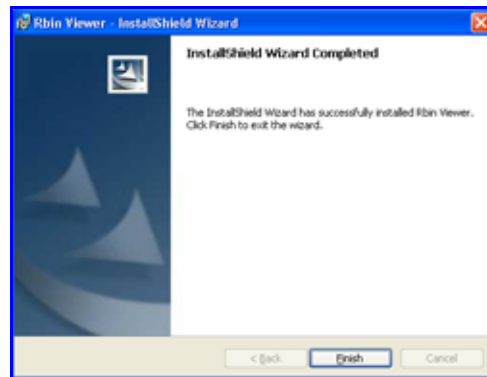 Rbin Viewer - InstallShield Wizard
InstallShield Wizard Completed
The InstallShield Wizard has successfully installed Rbin Viewer.
Click Finish to exit the wizard.
< Back
Finish
Cancel